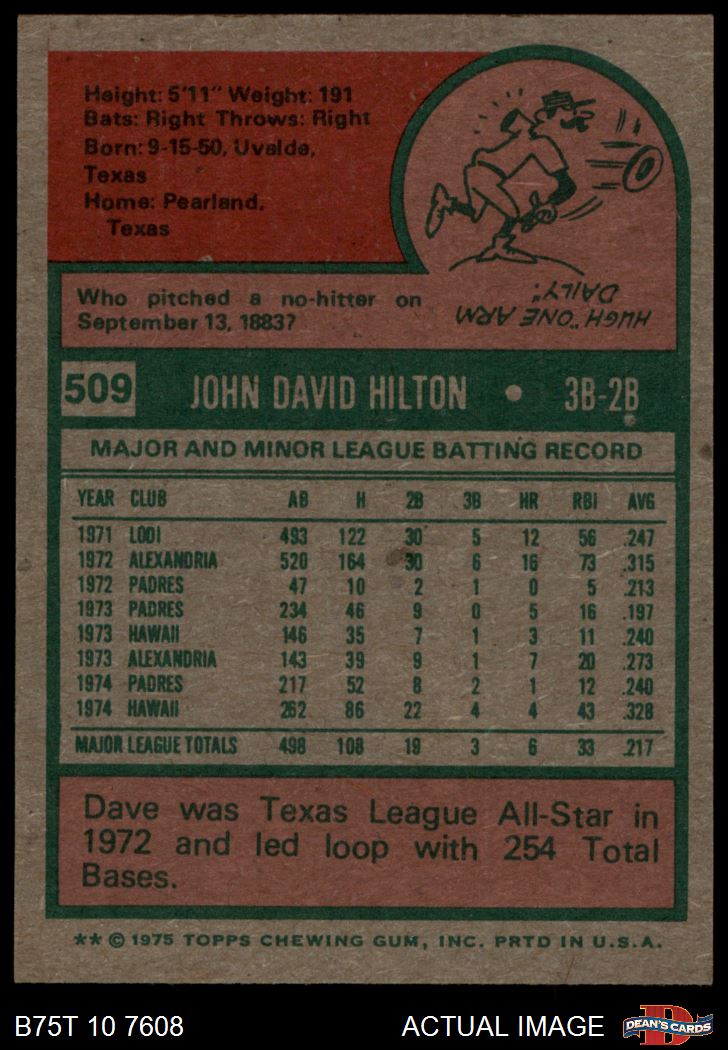 Height: 5'11" Weight: 191
Bats: Right Throws: Right
Born: 9-15-50, Uvalde,
Texas
Home: Pearland,
Texas
Who pitched a no-hitter on
September 13, 1883?
HUGH "ONE ARM
DAILY".
509 JOHN DAVID HILTON • 3B-2B
MAJOR AND MINOR LEAGUE BATTING RECORD
YEAR CLUB AB H 2B 3B HR RBI AVG
1971 LODI 493 122 30 5 12 56 .247
1972 ALEXANDRIA 520 164 30 6 16 73 .315
1972 PADRES 47 10 2 1 0 5 .213
1973 PADRES 234 46 9 0 5 16 .197
1973 HAWAII 146 35 7 1 3 11 .240
1973 ALEXANDRIA 143 39 9 1 7 20 .273
1974 PADRES 217 52 8 2 1 12 .240
1974 HAWAII 262 86 22 4 4 43 .328
MAJOR LEAGUE TOTALS 498 108 19 3 6 33 .217
Dave was Texas League All-Star in
1972 and led loop with 254 Total
Bases.
** © 1975 TOPPS CHEWING GUM, INC. PRTD IN U.S.A.
B75T 10 7608 ACTUAL IMAGE D DEAN'S CARDS